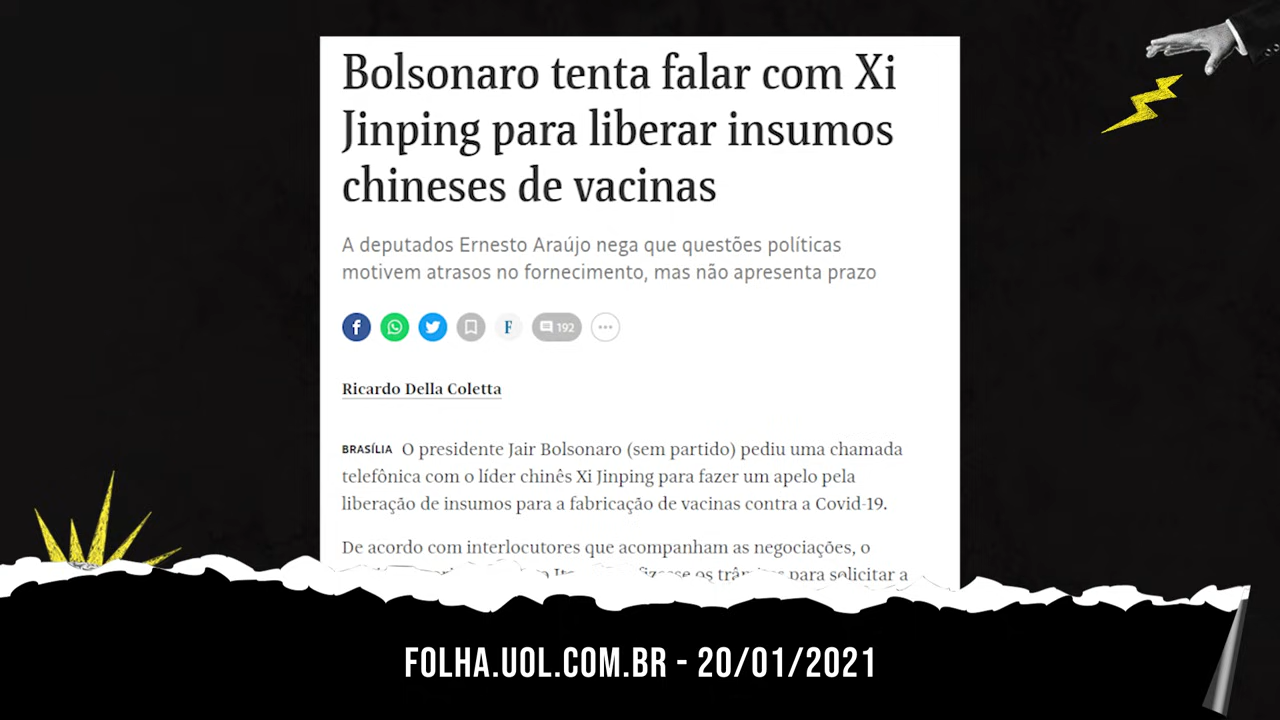 Bolsonaro tenta falar com Xi
Jinping para liberar insumos
chineses de vacinas
A deputados Ernesto Araújo nega que questões políticas
motivem atrasos no fornecimento, mas não apresenta prazo
F 192
Ricardo Della Coletta
BRASÍLIA O presidente Jair Bolsonaro (sem partido) pediu uma chamada
telefônica com o líder chinês Xi Jinping para fazer um apelo pela
liberação de insumos para a fabricação de vacinas contra a Covid-19.
De acordo com interlocutores que acompanham as negociações, o
os para solicitar a
FOLHA.UOL.COM.BR - 20/01/2021